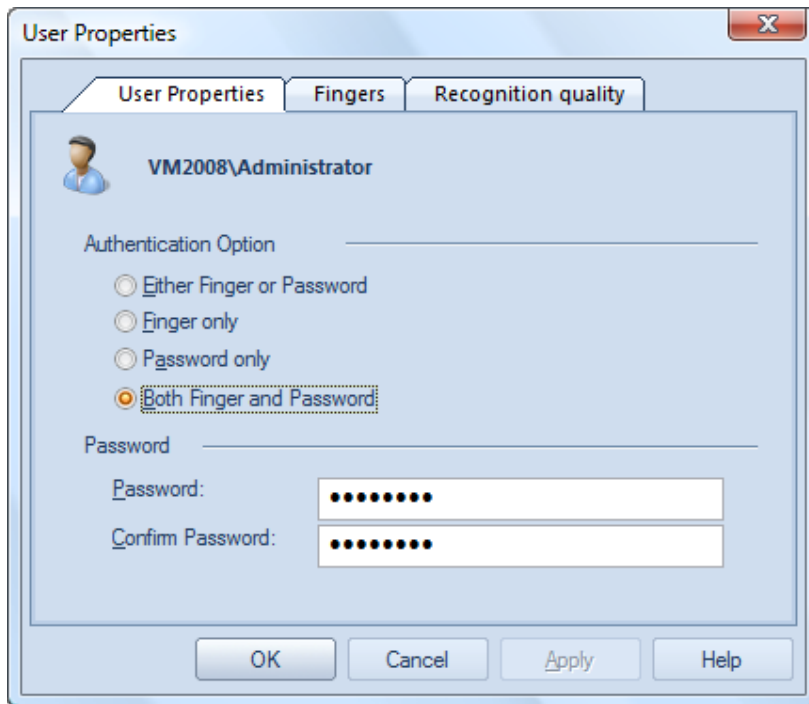 User Properties
User Properties Fingers Recognition quality
VM2008\Administrator
Authentication Option
Either Finger or Password
Finger only
Password only
Both Finger and Password
Password
Password: ••••••••
Confirm Password: ••••••••
OK Cancel Apply Help